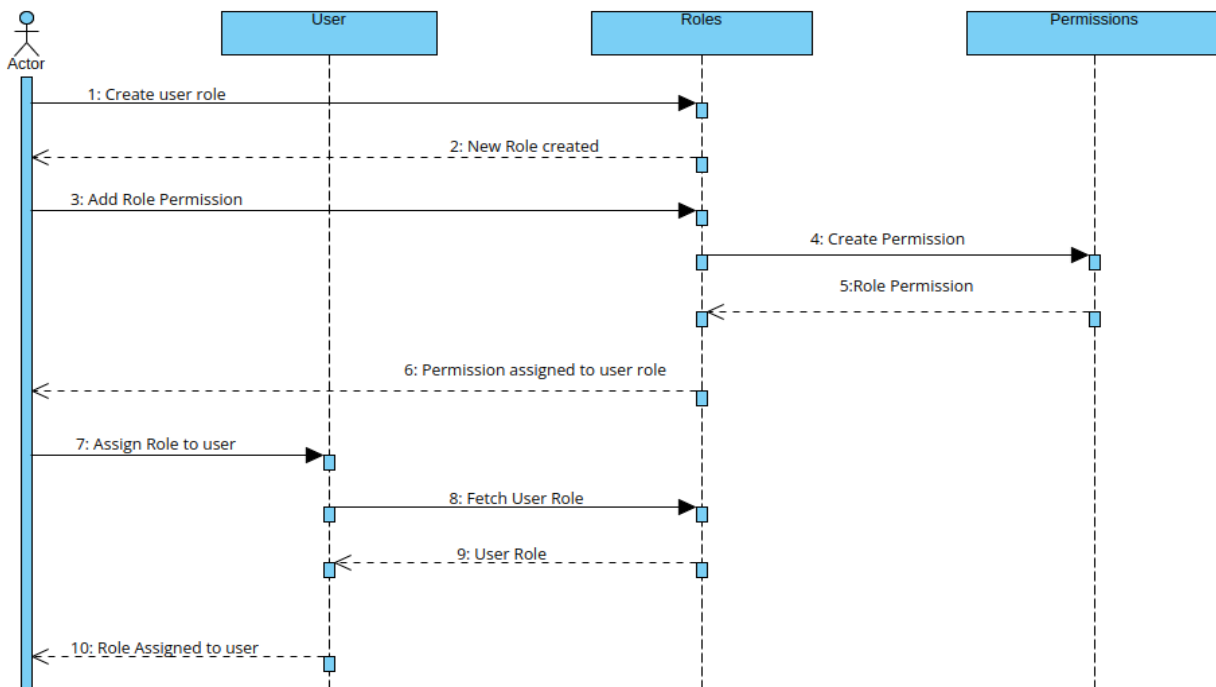 User
Roles
Permissions
Actor
1: Create user role
2: New Role created
3: Add Role Permission
4: Create Permission
5:Role Permission
6: Permission assigned to user role
7: Assign Role to user
8: Fetch User Role
9: User Role
10: Role Assigned to user